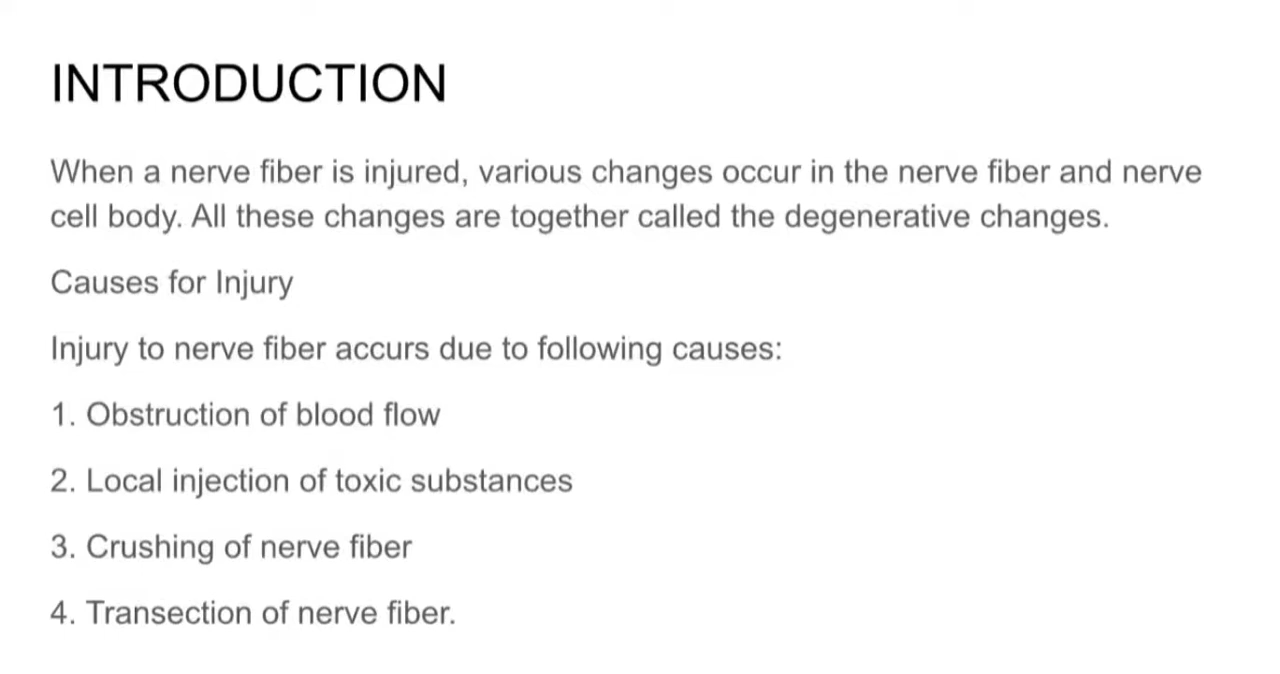 INTRODUCTION
When a nerve fiber is injured, various changes occur in the nerve fiber and nerve
cell body. All these changes are together called the degenerative changes.
Causes for Injury
Injury to nerve fiber accurs due to following causes:
1. Obstruction of blood flow
2. Local injection of toxic substances
3. Crushing of nerve fiber
4. Transection of nerve fiber.